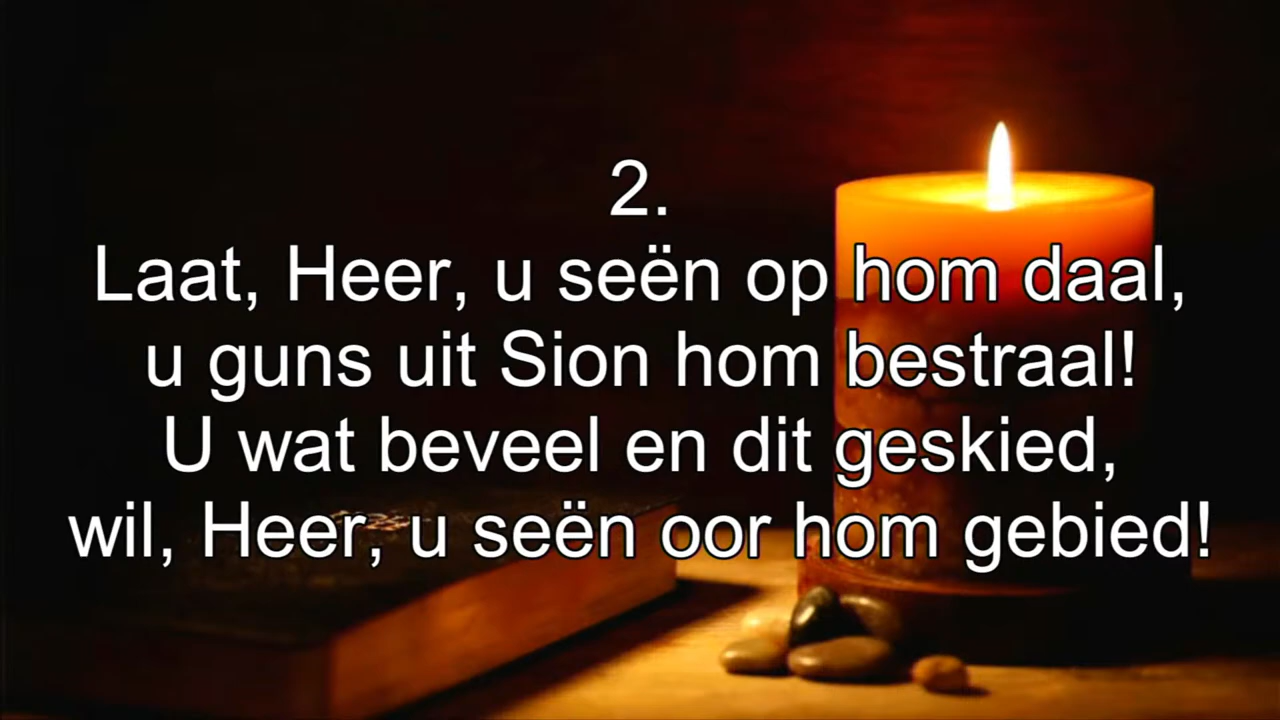 2.
Laat, Heer, u seën op hom daal,
u guns uit Sion hom bestraal!
U wat beveel en dit geskied,
wil, Heer, u seën oor hom gebied!